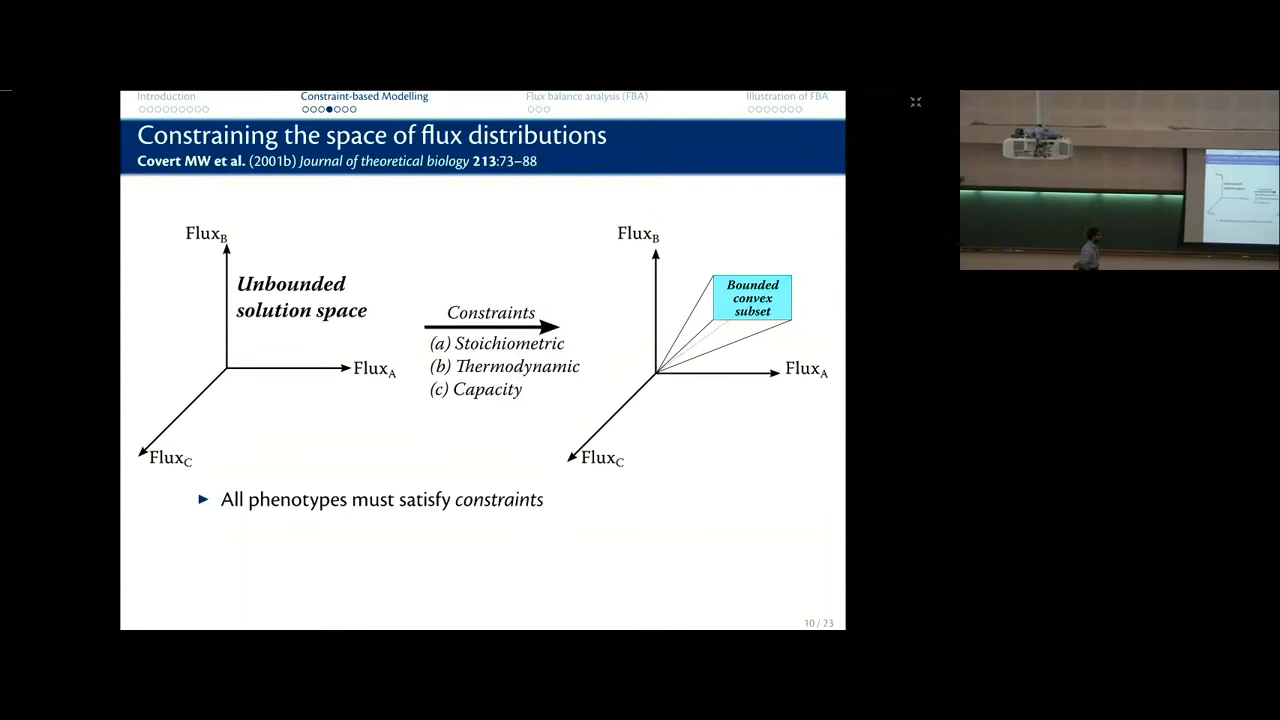 Introduction
Constraint-based Modelling
Flux balance analysis (FBA)
Illustration of FBA
Constraining the space of flux distributions
Covert MW et al. (2001b) Journal of theoretical biology 213:73–88
FluxB
Unbounded
solution space
FluxA
FluxC
Constraints
(a) Stoichiometric
(b) Thermodynamic
(c) Capacity
FluxB
Bounded
convex
subset
FluxA
FluxC
All phenotypes must satisfy constraints
10 / 23